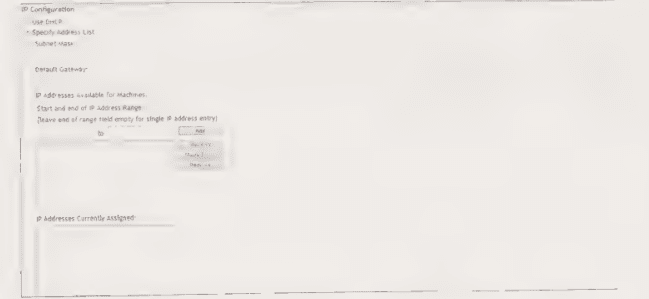 IP Configuration
Use DHCP
Specify Address List
Subnet Mask:
Default Gateway:
IP Addresses Available for Machines:
Start and end of IP Address Range:
(leave end of range field empty for single IP address entry)
to
Add
Remove
IP Addresses Currently Assigned: